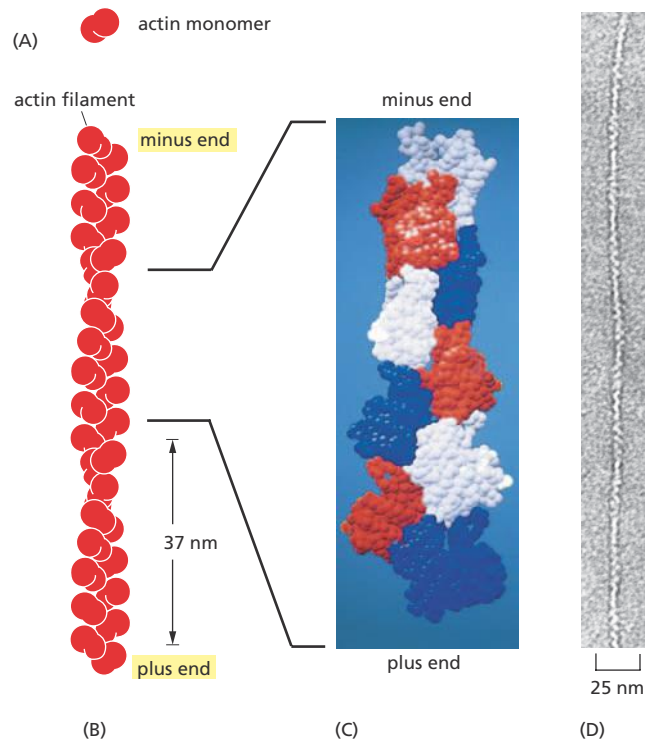 (A)
actin monomer
actin filament
minus end
minus end
37 nm
plus end
plus end
25 nm
(B)
(C)
(D)